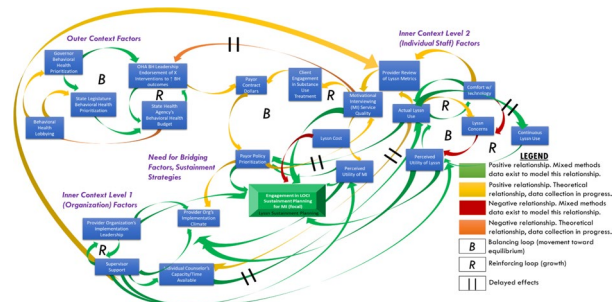 Outer Context Factors
Inner Context Level 2
(Individual Staff) Factors
Governor
Behavioral Health
Prioritization
OHA BH Leadership
Endorsement of X
Interventions to ↑ BH
outcomes
State Legislature
Behavioral Health
Prioritization
State Health
Agency's
Behavioral Health
Budget
Behavioral
Health Lobbying
B
R
Payor
Contract
Dollars
Client
Engagement in
Substance Use
Treatment
R
Motivational
Interviewing
(MI) Service
Quality
Provider Review
of Lyssn Metrics
Actual Lyssn
Use
Comfort w/
technology
R
R
Lyssn
Concerns
B
Continuous
Lyssn Use
B
Lyssn Cost
Payor Policy
Prioritization
Perceived
Utility of MI
Perceived
Utility of Lyssn
Need for Bridging
Factors, Sustainment
Strategies
Engagement in LOCI
Sustainment Planning
for MI (fiscal)
Lyssn Sustainment Planning
Inner Context Level 1
(Organization) Factors
Provider Organization's
Implementation
Leadership
Provider Org's
Implementation
Climate
R
Supervisor
Support
Individual Counselor's
Capacity/Time
Available
LEGEND
Positive relationship. Mixed methods
data exist to model this relationship.
Positive relationship. Theoretical
relationship, data collection in progress.
Negative relationship. Mixed methods
data exist to model this relationship.
Negative relationship. Theoretical
relationship, data collection in progress.
B
Balancing loop (movement toward
equilibrium)
R
Reinforcing loop (growth)
Delayed effects